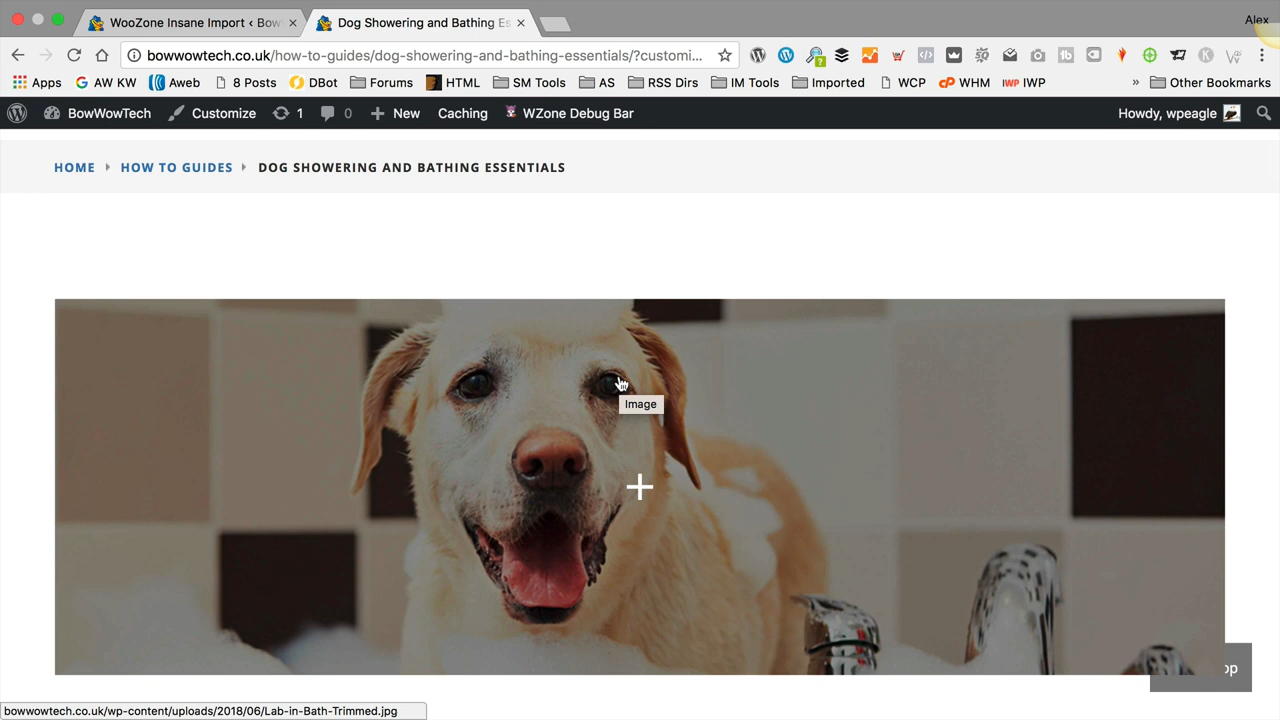 WooZone Insane Import ‹ Bow
Dog Showering and Bathing Es
Alex
bowwowtech.co.uk/how-to-guides/dog-showering-and-bathing-essentials/?customi...
Apps AW KW Aweb 8 Posts DBot Forums HTML SM Tools AS RSS Dirs IM Tools Imported WCP WHM IWP » Other Bookmarks
BowWowTech Customize 1 0 New Caching WZone Debug Bar Howdy, wpeagle
HOME HOW TO GUIDES DOG SHOWERING AND BATHING ESSENTIALS
Image
op
bowwowtech.co.uk/wp-content/uploads/2018/06/Lab-in-Bath-Trimmed.jpg